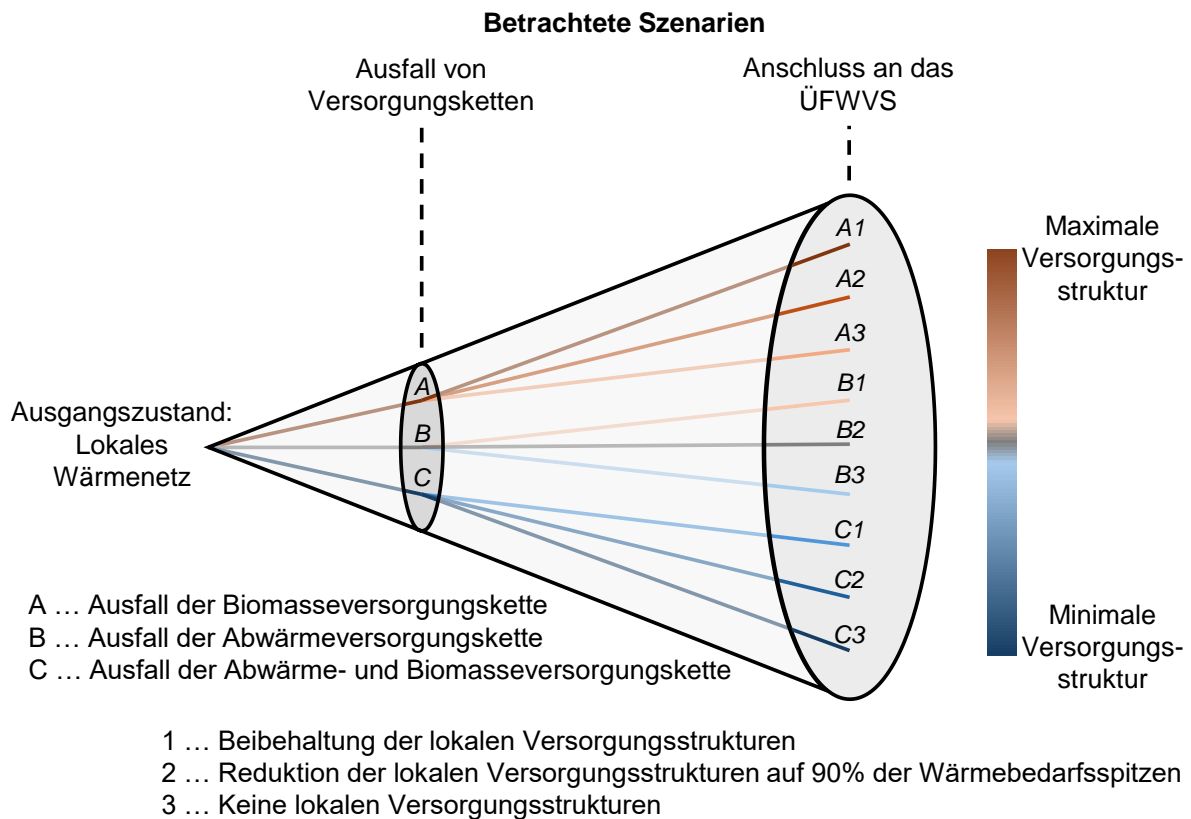 Betrachtete Szenarien
Ausfall von
Versorgungsketten
Anschluss an das
ÜFWVS
A1
A2
A3
B1
B2
B3
C1
C2
C3
A
B
C
Ausgangszustand:
Lokales
Wärmenetz
Maximale
Versorgungs-
struktur
Minimale
Versorgungs-
struktur
A … Ausfall der Biomasseversorgungskette
B … Ausfall der Abwärmeversorgungskette
C … Ausfall der Abwärme- und Biomasseversorgungskette
1 … Beibehaltung der lokalen Versorgungsstrukturen
2 … Reduktion der lokalen Versorgungsstrukturen auf 90% der Wärmebedarfsspitzen
3 … Keine lokalen Versorgungsstrukturen